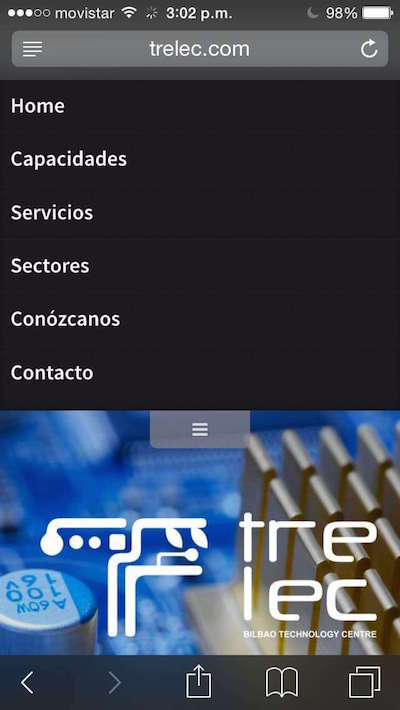 movistar 3:02 p.m. 98%
trelec.com
Home
Capacidades
Servicios
Sectores
Conózcanos
Contacto
tre
lec
BILBAO TECHNOLOGY CENTRE
A60W
100
16V